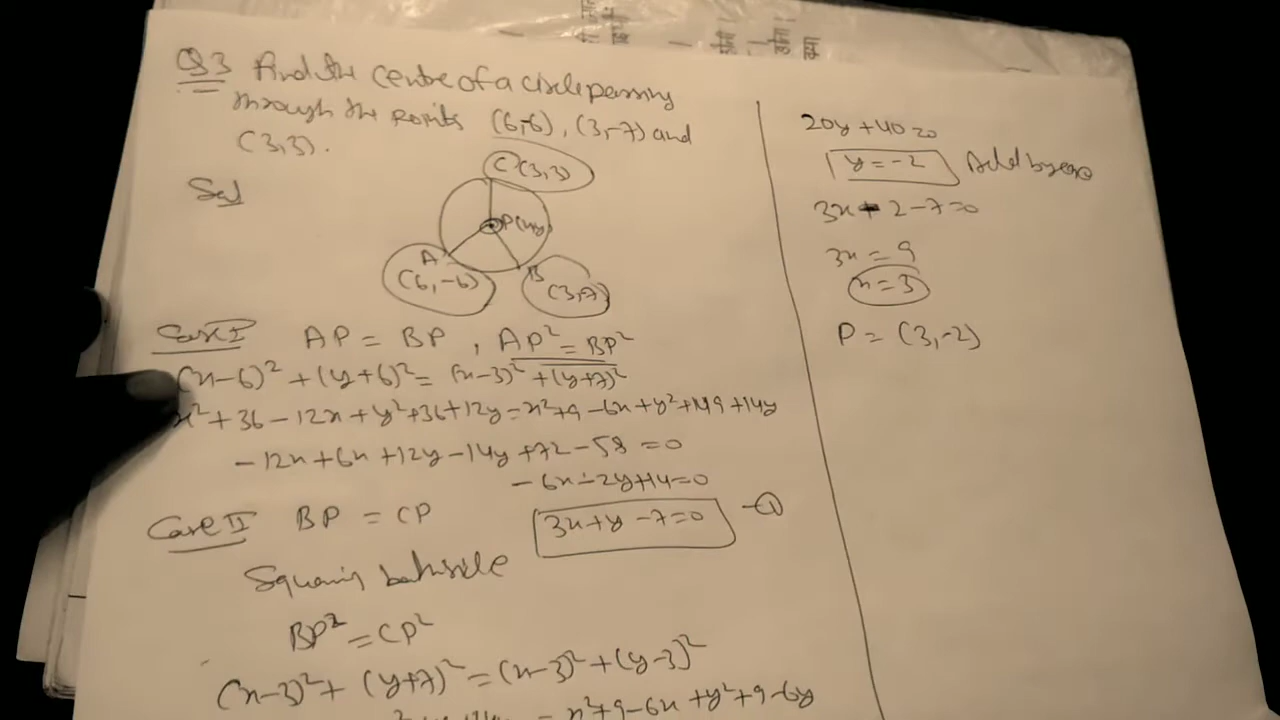 Q3 Find the centre of a circle passing
through the points (6,-6), (3,-7) and
(3,3).
Sol
C (3,3)
P(x,y)
A
(6,-6)
B
(3,7)
Case I AP = BP , AP² = BP²
(x-6)² + (y+6)² = (x-3)² + (y+7)²
x² + 36 - 12x + y² + 36 + 12y = x² + 9 - 6x + y² + 49 + 14y
- 12x + 6x + 12y - 14y + 72 - 58 = 0
- 6x - 2y + 14 = 0
3x + y - 7 = 0 - ①
Case II BP = CP
Squaring both side
BP² = CP²
(x-3)² + (y+7)² = (x-3)² + (y-3)²
= x² + 9 - 6x + y² + 9 - 6y
20y + 40 = 0
y = -2
3x - 2 - 7 = 0
3x = 9
x = 3
P = (3,-2)